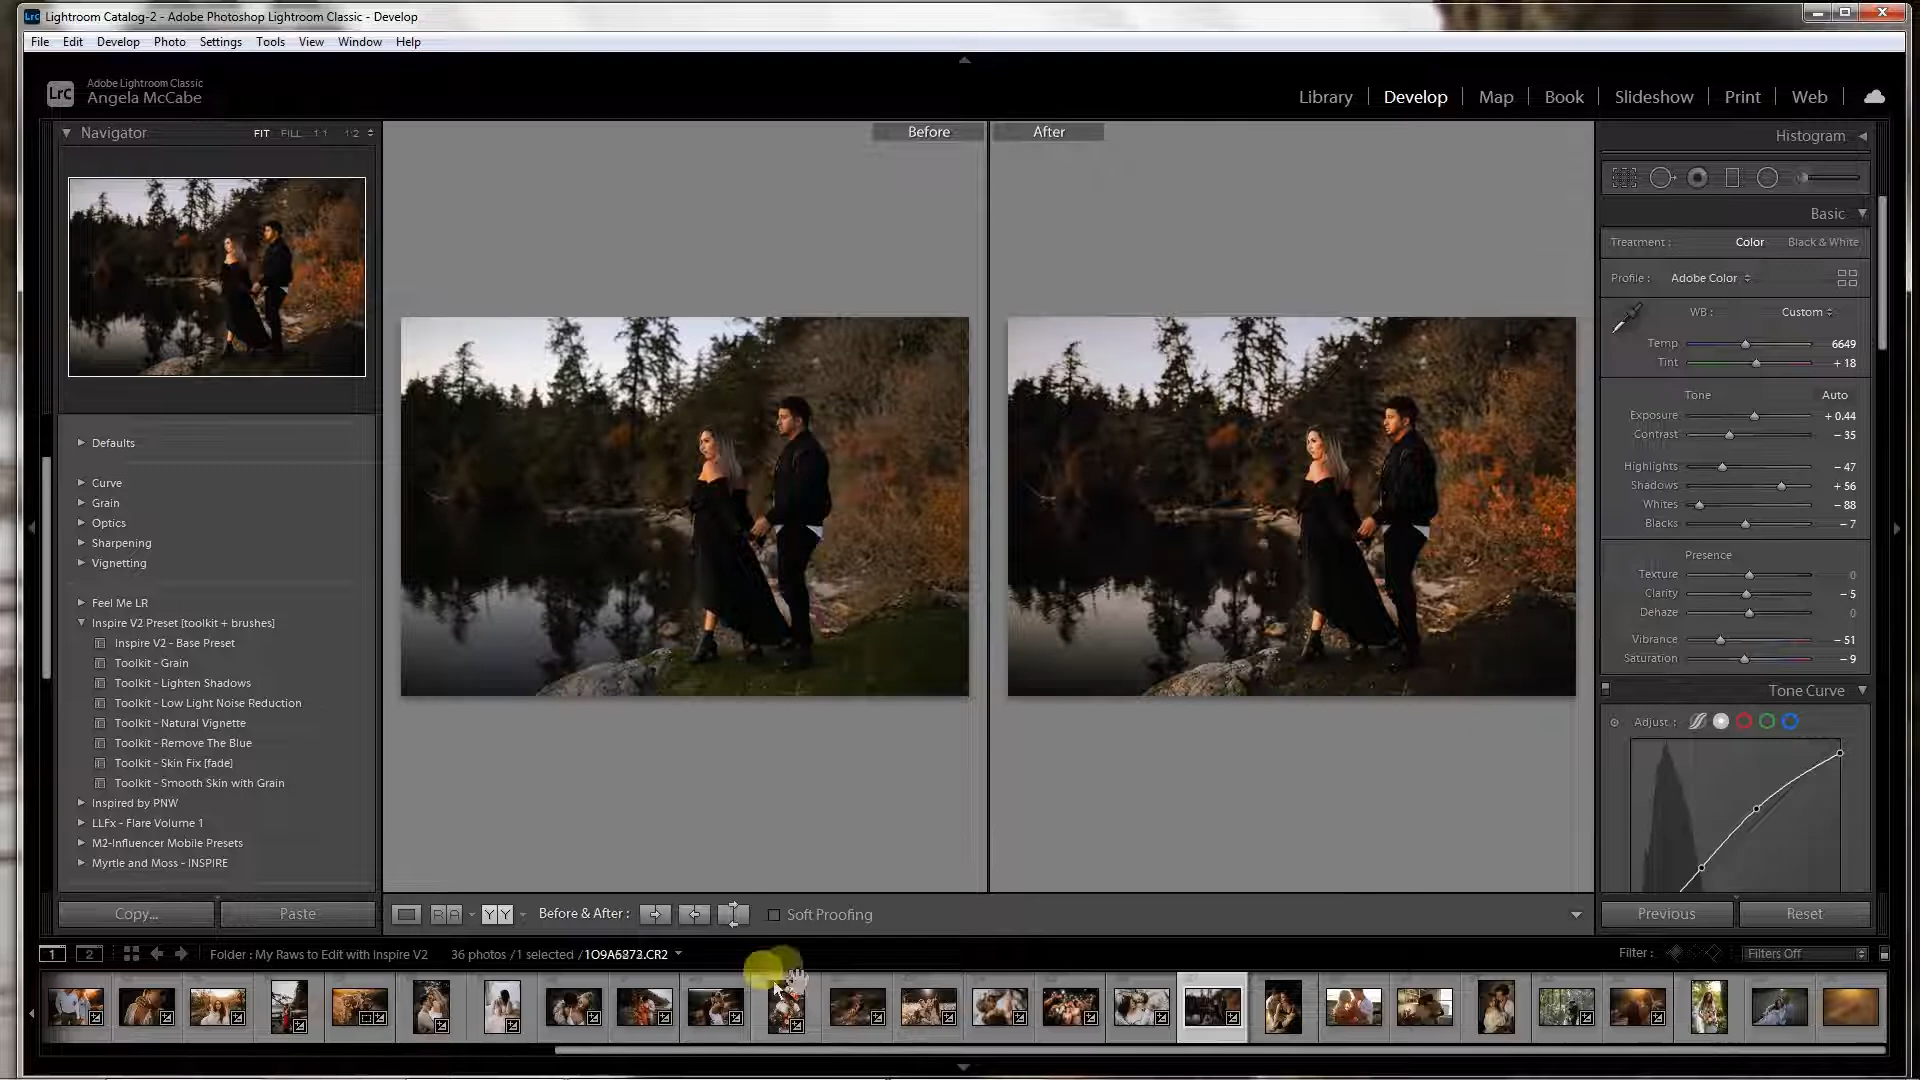 Lightroom Catalog-2 - Adobe Photoshop Lightroom Classic - Develop
File Edit Develop Photo Settings Tools View Window Help
LrC Adobe Lightroom Classic
Angela McCabe
Library Develop Map Book Slideshow Print Web
Navigator FIT FILL 1:1 1:2
Before After
Histogram
Basic
Treatment : Color Black & White
Profile : Adobe Color
WB : Custom
Temp 6649
Tint + 18
Tone Auto
Exposure + 0.44
Contrast - 35
Highlights - 47
Shadows + 56
Whites - 88
Blacks - 7
Presence
Texture 0
Clarity - 5
Dehaze 0
Vibrance - 51
Saturation - 9
Tone Curve
Adjust :
Defaults
Curve
Grain
Optics
Sharpening
Vignetting
Feel Me LR
Inspire V2 Preset [toolkit + brushes]
Inspire V2 - Base Preset
Toolkit - Grain
Toolkit - Lighten Shadows
Toolkit - Low Light Noise Reduction
Toolkit - Natural Vignette
Toolkit - Remove The Blue
Toolkit - Skin Fix [fade]
Toolkit - Smooth Skin with Grain
Inspired by PNW
LLFx - Flare Volume 1
M2-Influencer Mobile Presets
Myrtle and Moss - INSPIRE
Copy... Paste
R A Y Y Before & After : Soft Proofing
Previous Reset
1 2 Folder : My Raws to Edit with Inspire V2 36 photos / 1 selected / 1O9A6873.CR2
Filter : Filters Off